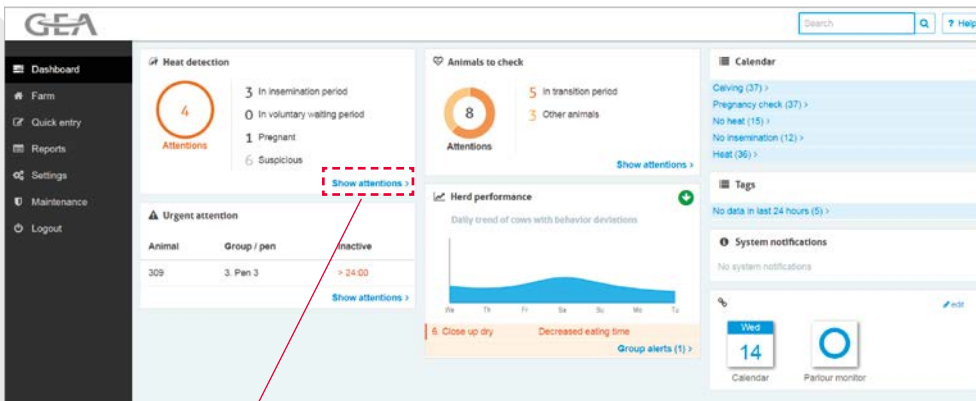 GEA
Search
? Help
Dashboard
Farm
Quick entry
Reports
Settings
Maintenance
Logout
Heat detection
4
Attentions
3 In insemination period
0 In voluntary waiting period
1 Pregnant
6 Suspicious
Show attentions >
Urgent attention
Animal Group / pen Inactive
309 3. Pen 3 > 24:00
Show attentions >
Animals to check
8
Attentions
5 In transition period
3 Other animals
Show attentions >
Herd performance
Daily trend of cows with behavior deviations
Th Fr Sa Su Mo Tu
6. Close up dry Decreased eating time
Group alerts (1) >
Calendar
Calving (37) >
Pregnancy check (37) >
No heat (15) >
No insemination (12) >
Heat (36) >
Tags
No data in last 24 hours (5) >
System notifications
No system notifications
edit
Wed
14
Calendar
Parlour monitor